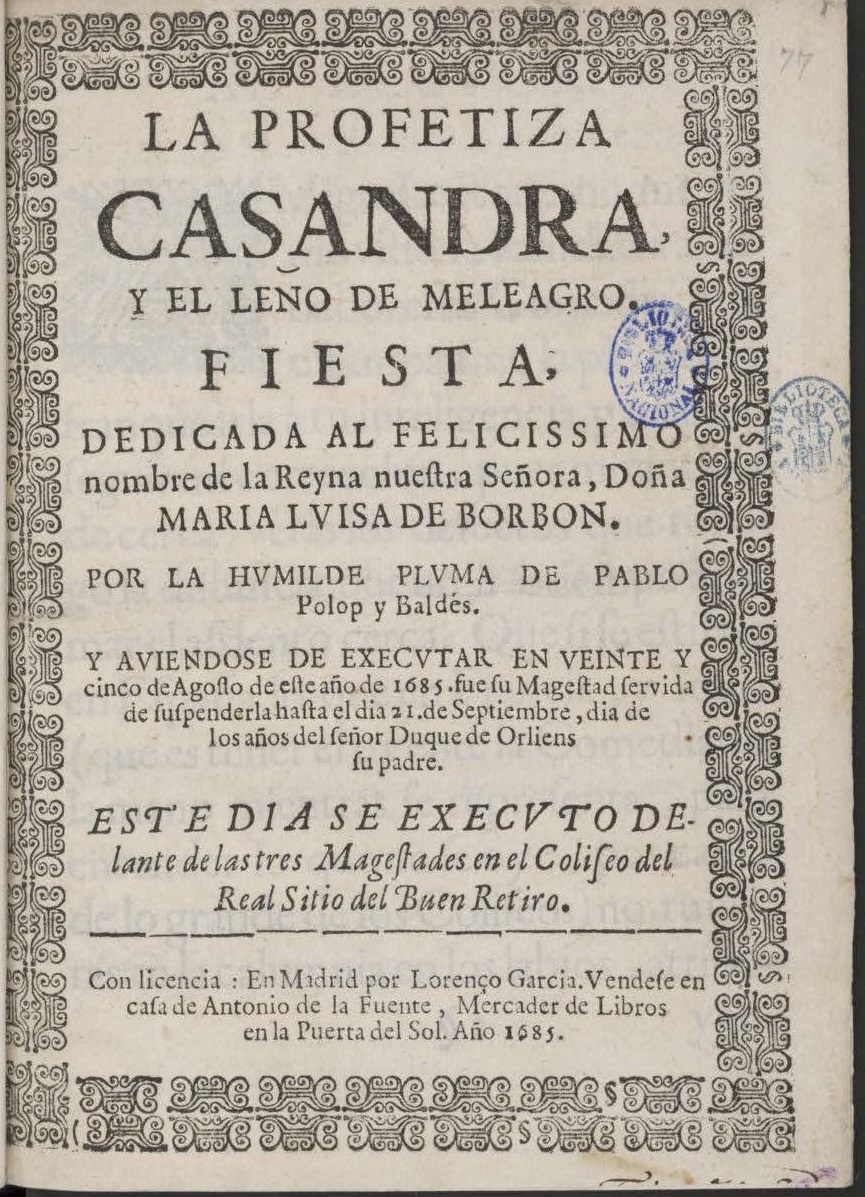 77
LA PROFETIZA
CASANDRA,
Y EL LEÑO DE MELEAGRO.
FIESTA,
DEDICADA AL FELICISSIMO
nombre de la Reyna nueſtra Señora, Doña
MARIA LVISA DE BORBON.
POR LA HVMILDE PLVMA DE PABLO
Polop y Baldés.
Y AVIENDOSE DE EXECVTAR EN VEINTE Y
cinco de Agoſto de eſte año de 1685. fue ſu Mageſtad ſervida
de ſuſpenderla haſta el dia 21. de Septiembre, dia de
los años del ſeñor Duque de Orliens
ſu padre.
ESTE DIA SE EXECVTO DE-
lante de las tres Mageſtades en el Coliſeo del
Real Sitio del Buen Retiro.
Con licencia : En Madrid por Lorenço Garcia. Vendeſe en
caſa de Antonio de la Fuente, Mercader de Libros
en la Puerta del Sol. Año 1685.
BIBLIOTECA NACIONAL
BIBLIOTECA